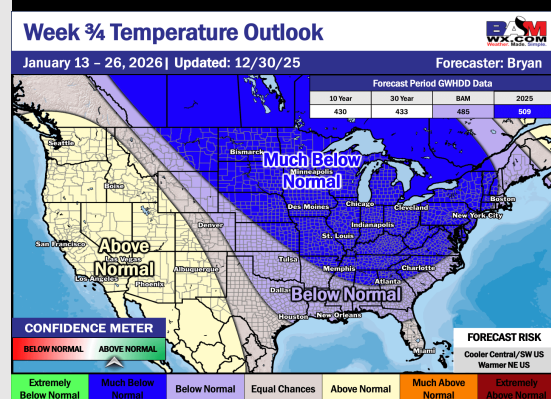 Week ¾ Temperature Outlook
BAM
WX.COM
Weather. Made. Simple.
January 13 – 26, 2026 | Updated: 12/30/25
Forecaster: Bryan
Forecast Period GWHDD Data
10 Year 30 Year BAM 2025
430 433 485 509
Seattle
Bismarck
Much Below
Normal
Minneapolis
Boise
Boston
Des Moines
Chicago
Cleveland
New York City
Denver
Indianapolis
San Francisco
St. Louis
Above
Normal
Las Vegas
Los Angeles
Albuquerque
Tulsa
Memphis
Charlotte
Phoenix
Atlanta
Dallas
Below Normal
Houston
New Orleans
Miami
CONFIDENCE METER
BELOW NORMAL ABOVE NORMAL
FORECAST RISK
Cooler Central/SW US
Warmer NE US
Extremely
Below Normal
Much Below
Normal
Below Normal
Equal Chances
Above Normal
Much Above
Normal
Extremely
Above Normal